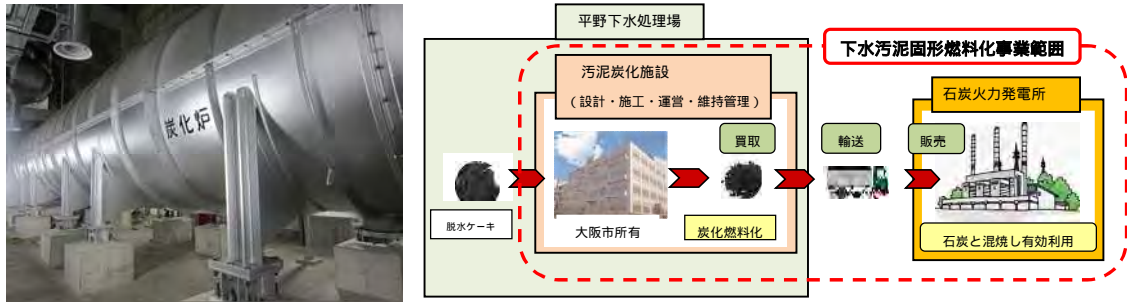 炭化炉
平野下水処理場
下水汚泥固形燃料化事業範囲
汚泥炭化施設
(設計・施工・運営・維持管理)
石炭火力発電所
買取
輸送
販売
脱水ケーキ
大阪市所有
炭化燃料化
石炭と混焼し有効利用